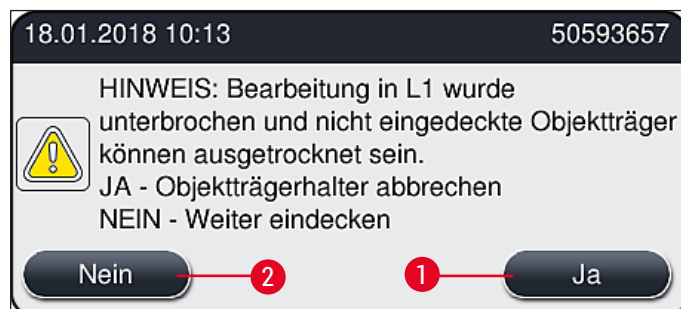 18.01.2018 10:13 50593657
HINWEIS: Bearbeitung in L1 wurde
unterbrochen und nicht eingedeckte Objektträger
können ausgetrocknet sein.
JA - Objektträgerhalter abbrechen
NEIN - Weiter eindecken
Nein 2 1 Ja